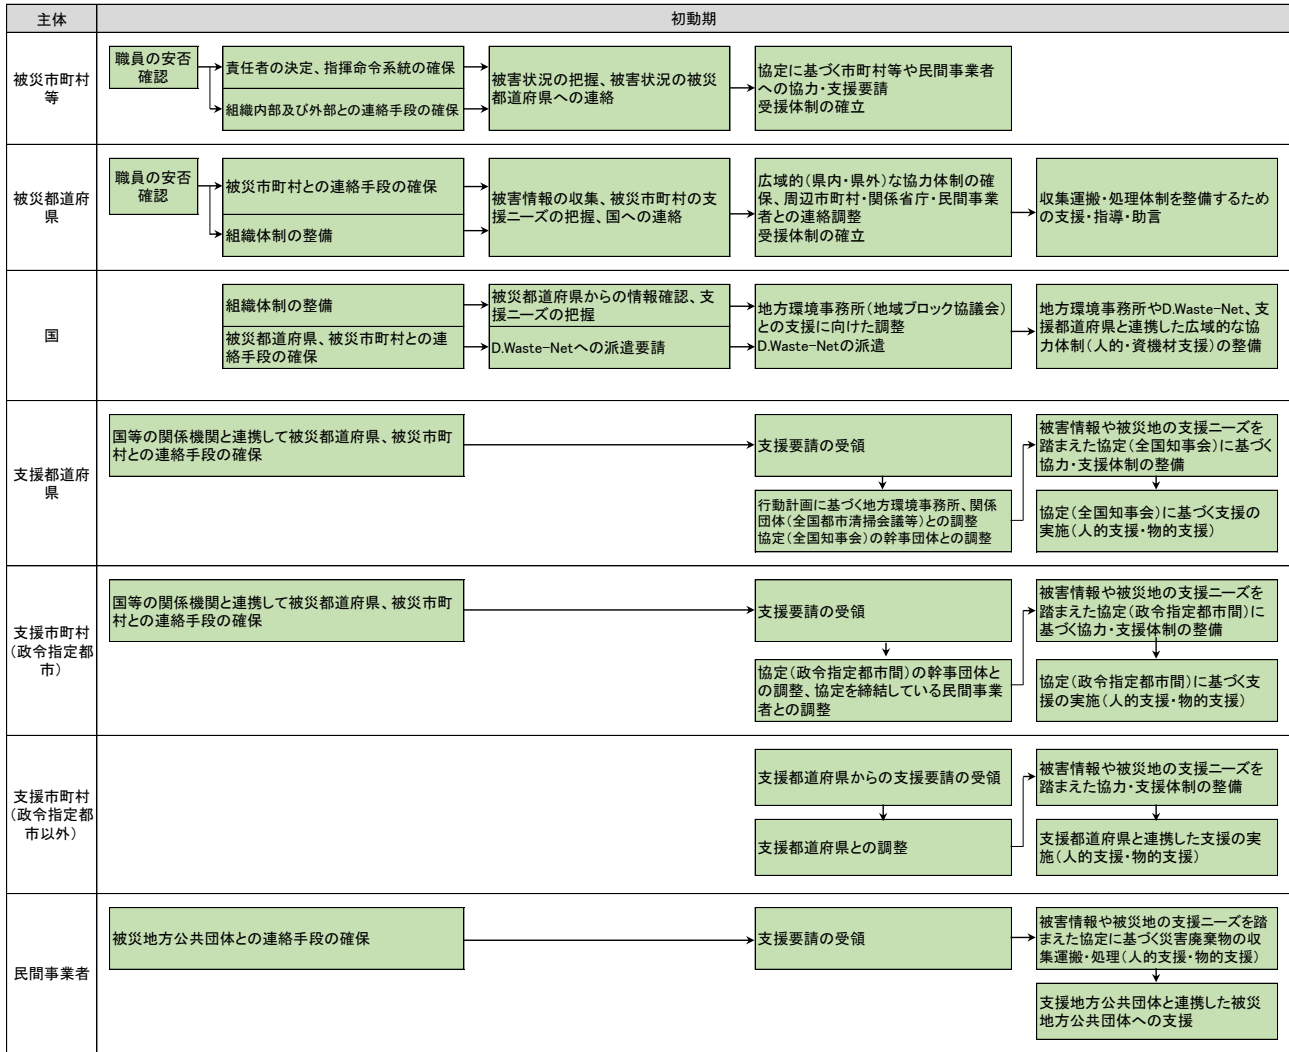 主体
初動期
被災市町村
等
職員の安否
確認
責任者の決定、指揮命令系統の確保
組織内部及び外部との連絡手段の確保
被害状況の把握、被害状況の被災
都道府県への連絡
協定に基づく市町村等や民間事業者
への協力・支援要請
受援体制の確立
被災都道府
県
職員の安否
確認
被災市町村との連絡手段の確保
組織体制の整備
被害情報の収集、被災市町村の支
援ニーズの把握、国への連絡
広域的(県内・県外)な協力体制の確
保、周辺市町村・関係省庁・民間事業
者との連絡調整
受援体制の確立
収集運搬・処理体制を整備するため
の支援・指導・助言
国
組織体制の整備
被災都道府県、被災市町村との連
絡手段の確保
被災都道府県からの情報確認、支
援ニーズの把握
D.Waste-Netへの派遣要請
地方環境事務所(地域ブロック協議会)
との支援に向けた調整
D.Waste-Netの派遣
地方環境事務所やD.Waste-Net、支
援都道府県と連携した広域的な協
力体制(人的・資機材支援)の整備
支援都道府
県
国等の関係機関と連携して被災都道府県、被災市町
村との連絡手段の確保
支援要請の受領
行動計画に基づく地方環境事務所、関係
団体(全国都市清掃会議等)との調整
協定(全国知事会)の幹事団体との調整
被害情報や被災地の支援ニーズを
踏まえた協定(全国知事会)に基づく
協力・支援体制の整備
協定(全国知事会)に基づく支援の
実施(人的支援・物的支援)
支援市町村
(政令指定都
市)
国等の関係機関と連携して被災都道府県、被災市町
村との連絡手段の確保
支援要請の受領
協定(政令指定都市間)の幹事団体と
の調整、協定を締結している民間事業
者との調整
被害情報や被災地の支援ニーズを
踏まえた協定(政令指定都市間)に
基づく協力・支援体制の整備
協定(政令指定都市間)に基づく支
援の実施(人的支援・物的支援)
支援市町村
(政令指定都
市以外)
支援都道府県からの支援要請の受領
支援都道府県との調整
被害情報や被災地の支援ニーズを
踏まえた協力・支援体制の整備
支援都道府県と連携した支援の実
施(人的支援・物的支援)
民間事業者
被災地方公共団体との連絡手段の確保
支援要請の受領
被害情報や被災地の支援ニーズを踏
まえた協定に基づく災害廃棄物の収
集運搬・処理(人的支援・物的支援)
支援地方公共団体と連携した被災
地方公共団体への支援